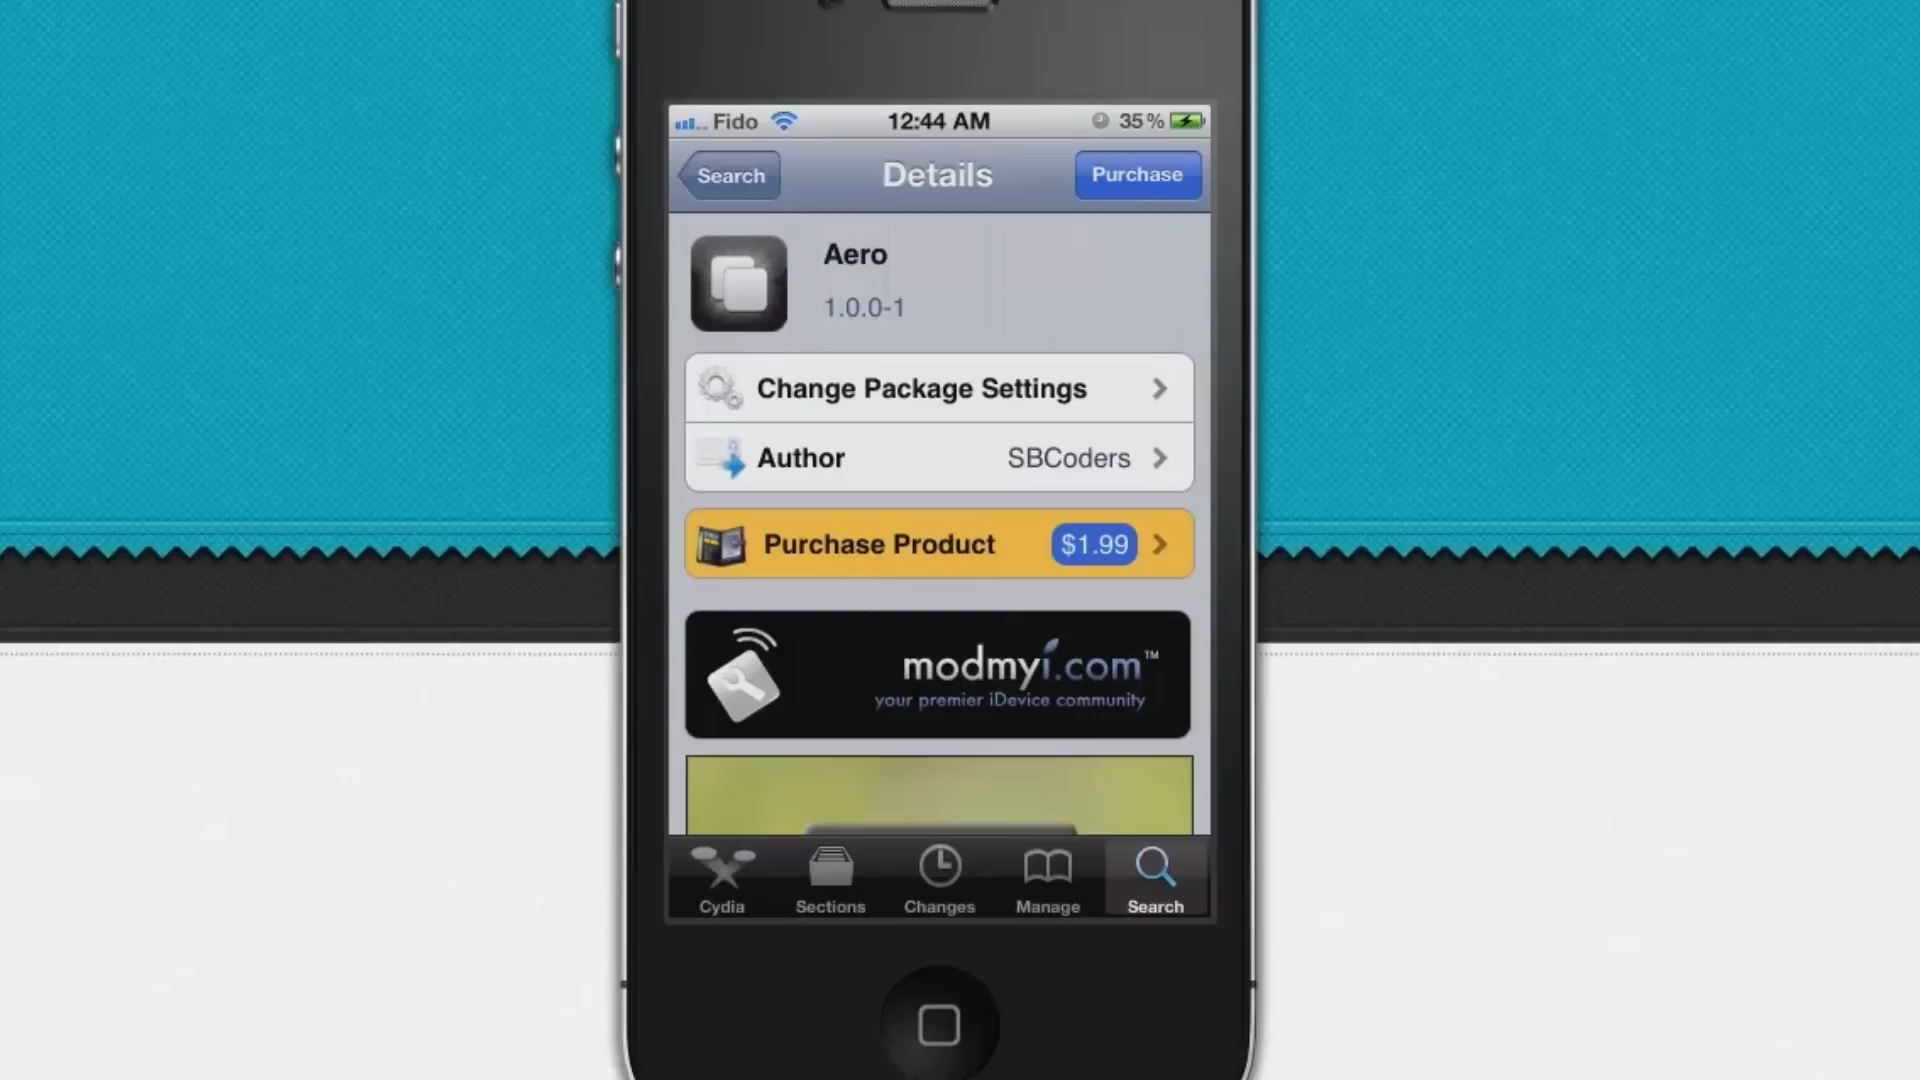 Fido 12:44 AM 35%
Search Details Purchase
Aero
1.0.0-1
Change Package Settings
Author SBCoders
Purchase Product $1.99
modmyi.com™
your premier iDevice community
Cydia Sections Changes Manage Search